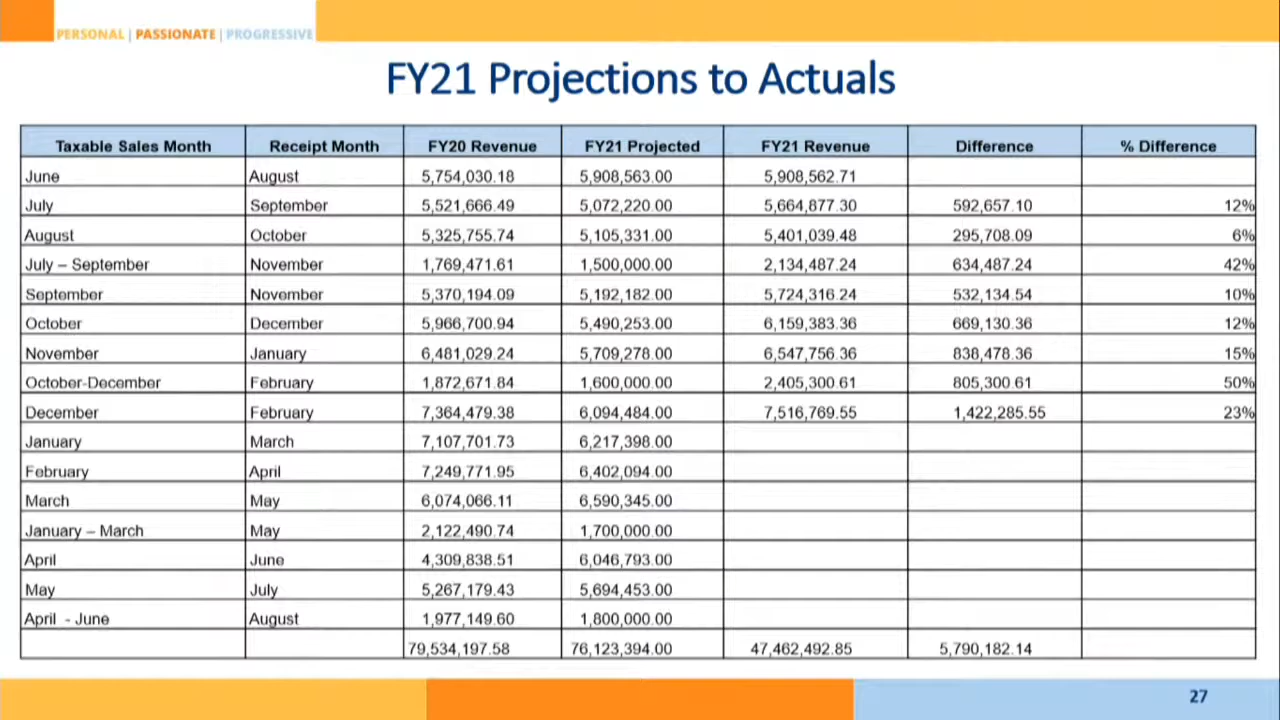 PERSONAL | PASSIONATE | PROGRESSIVE
FY21 Projections to Actuals
Taxable Sales Month Receipt Month FY20 Revenue FY21 Projected FY21 Revenue Difference % Difference
June August 5,754,030.18 5,908,563.00 5,908,562.71
July September 5,521,666.49 5,072,220.00 5,664,877.30 592,657.10 12%
August October 5,325,755.74 5,105,331.00 5,401,039.48 295,708.09 6%
July – September November 1,769,471.61 1,500,000.00 2,134,487.24 634,487.24 42%
September November 5,370,194.09 5,192,182.00 5,724,316.24 532,134.54 10%
October December 5,966,700.94 5,490,253.00 6,159,383.36 669,130.36 12%
November January 6,481,029.24 5,709,278.00 6,547,756.36 838,478.36 15%
October-December February 1,872,671.84 1,600,000.00 2,405,300.61 805,300.61 50%
December February 7,364,479.38 6,094,484.00 7,516,769.55 1,422,285.55 23%
January March 7,107,701.73 6,217,398.00
February April 7,249,771.95 6,402,094.00
March May 6,074,066.11 6,590,345.00
January – March May 2,122,490.74 1,700,000.00
April June 4,309,838.51 6,046,793.00
May July 5,267,179.43 5,694,453.00
April - June August 1,977,149.60 1,800,000.00
79,534,197.58 76,123,394.00 47,462,492.85 5,790,182.14
27